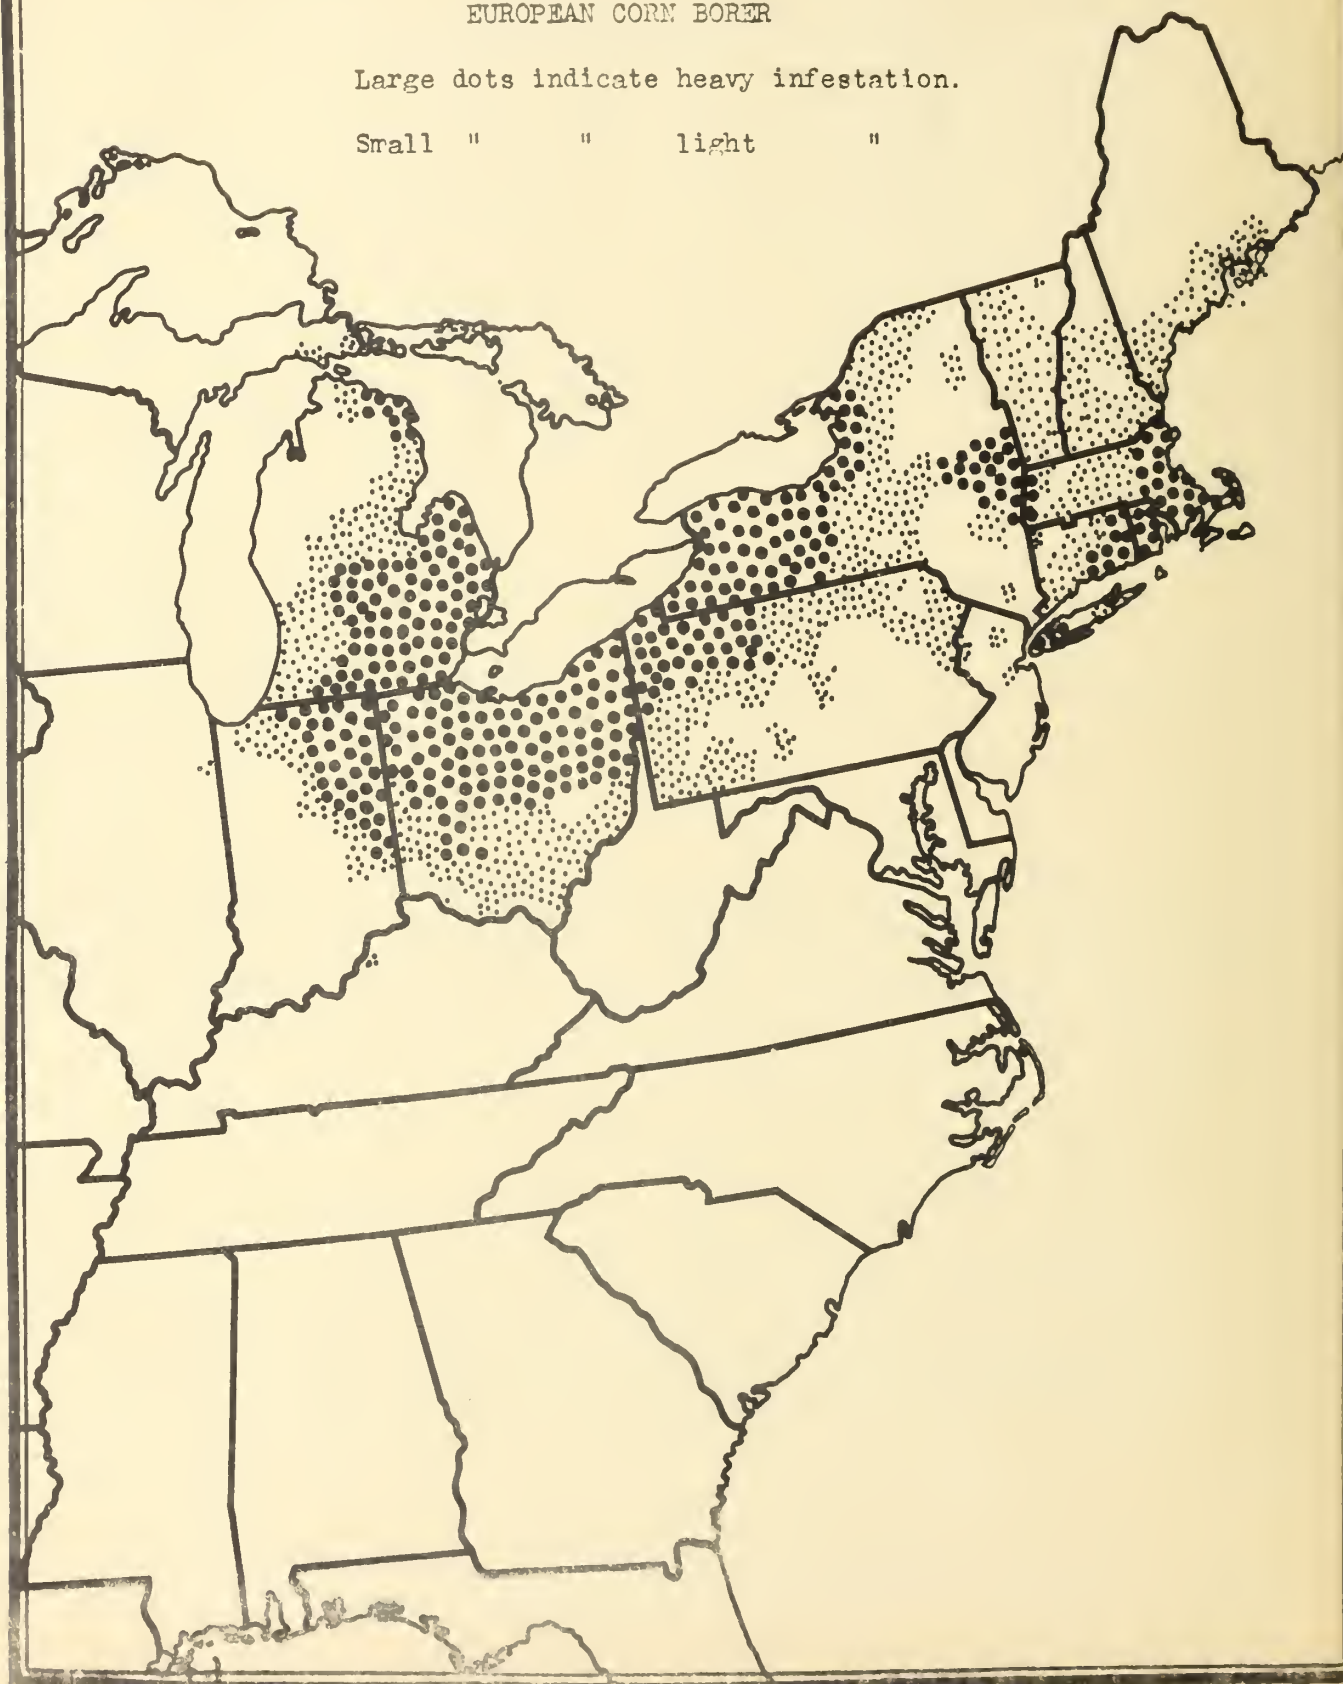 EUROPEAN CORN BORER
Large dots indicate heavy infestation.
Small " " light "